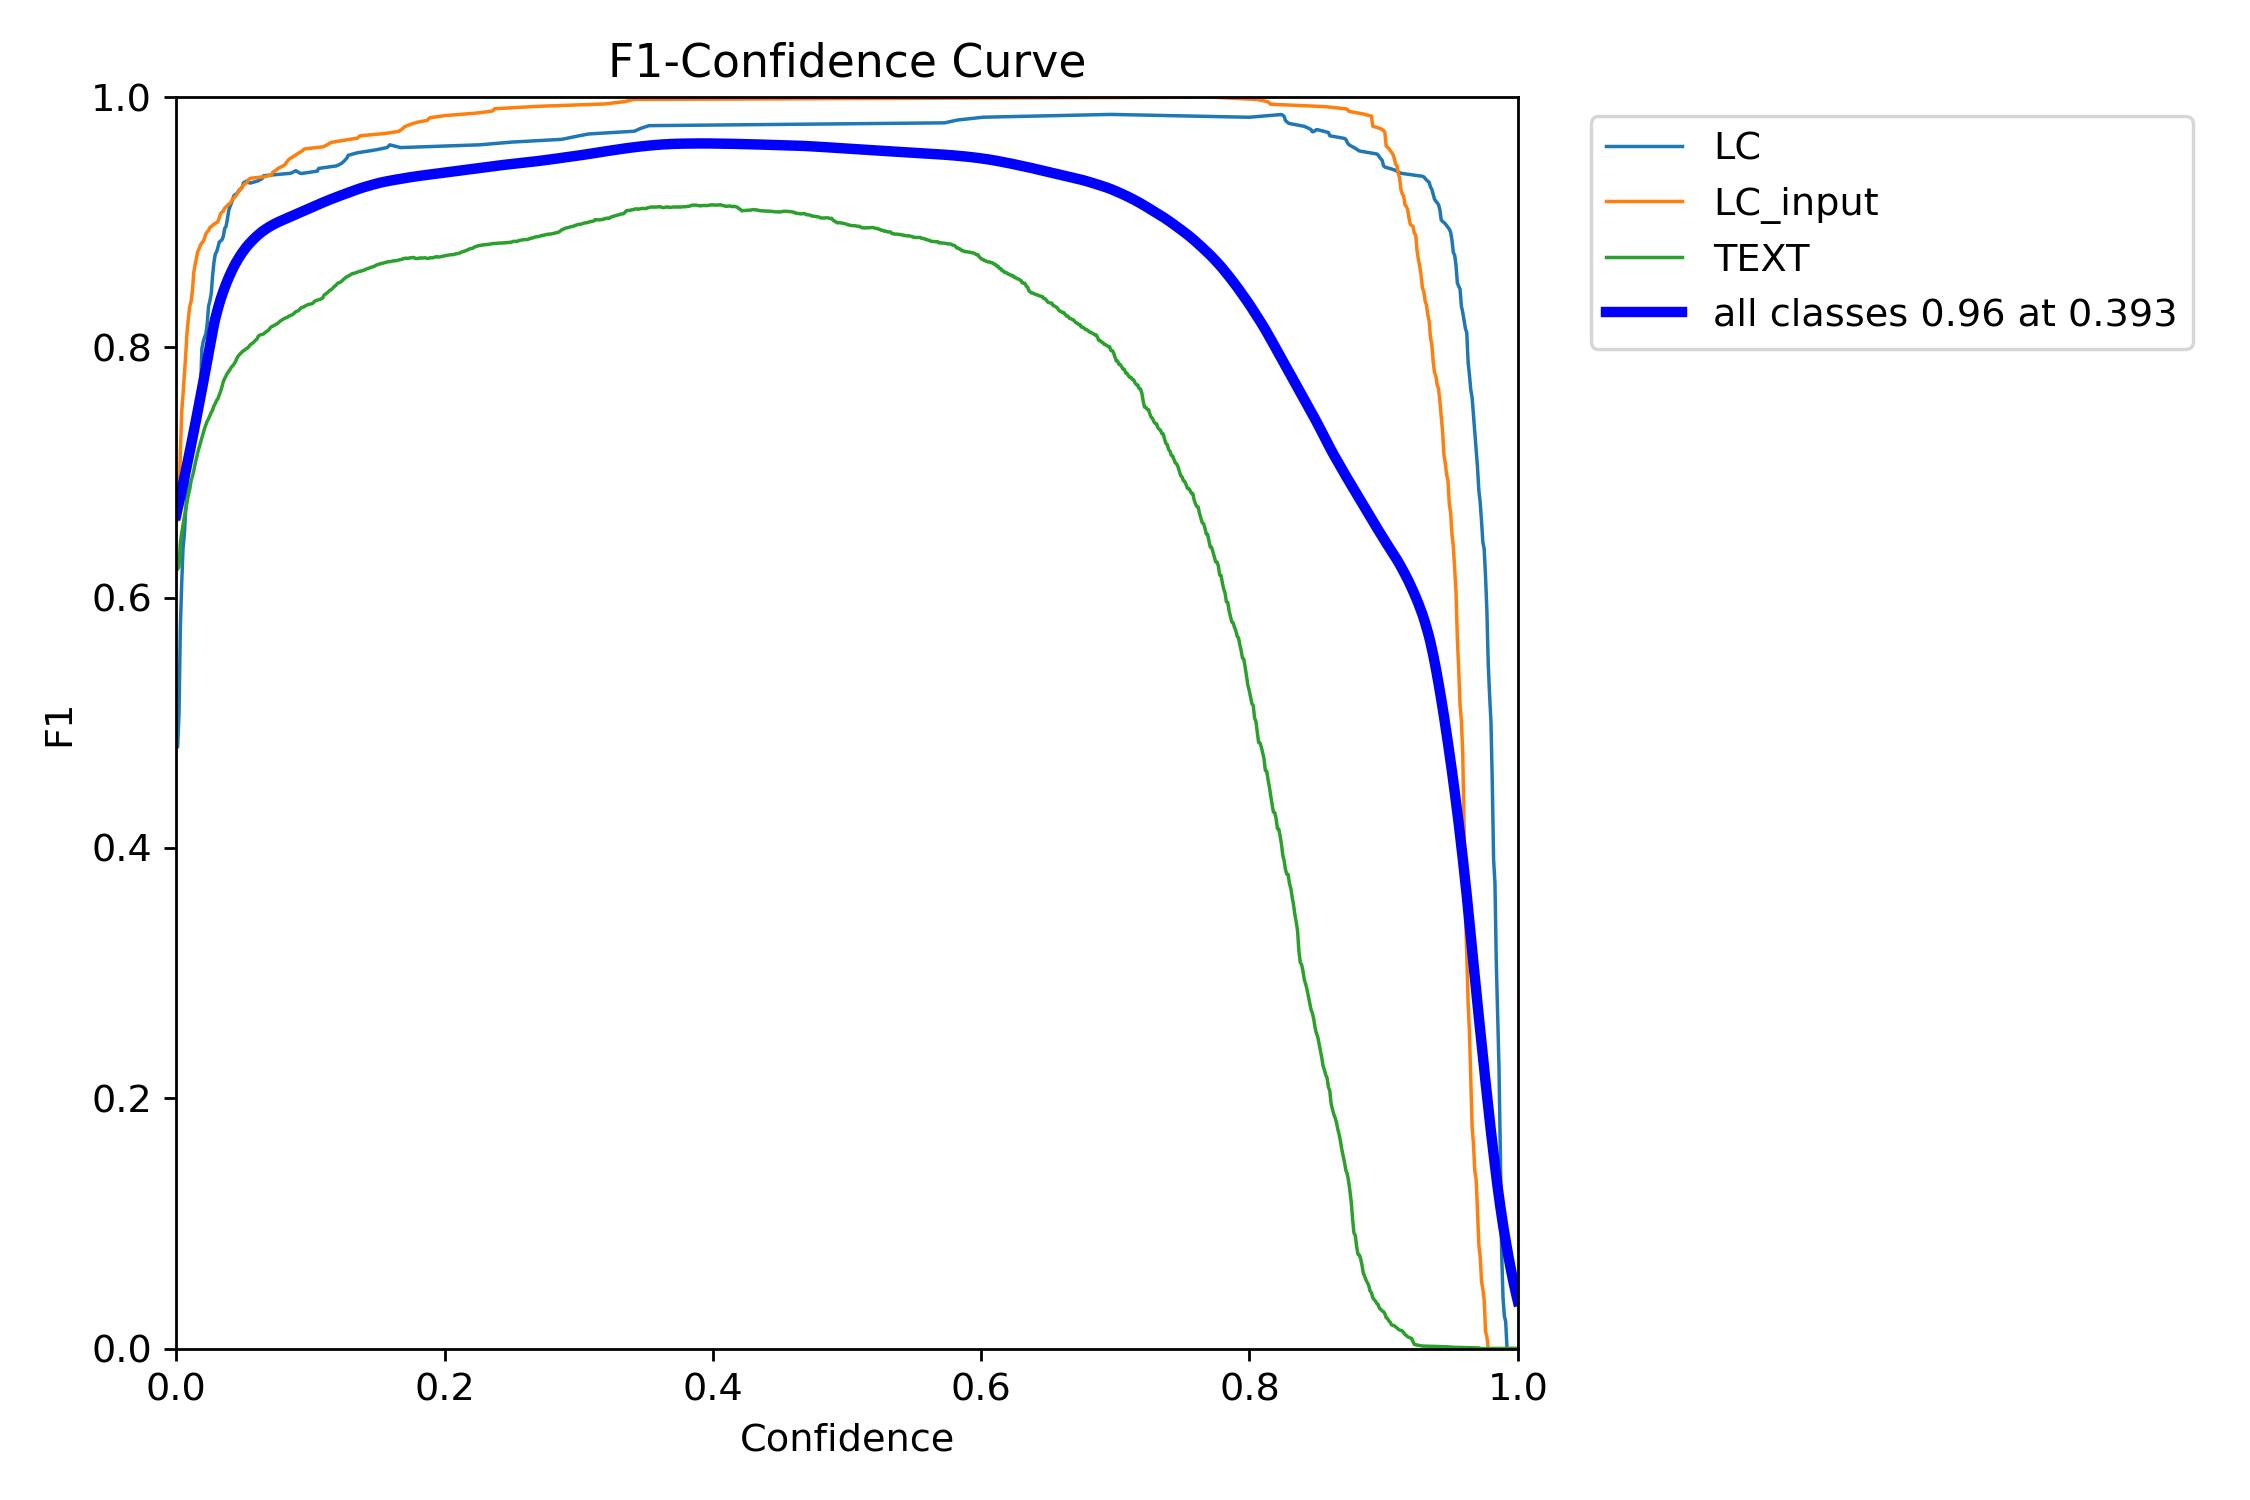 F1-Confidence Curve
1.0
0.8
0.6
0.4
0.2
0.0
F1
0.0 0.2 0.4 0.6 0.8 1.0
Confidence
LC
LC_input
TEXT
all classes 0.96 at 0.393